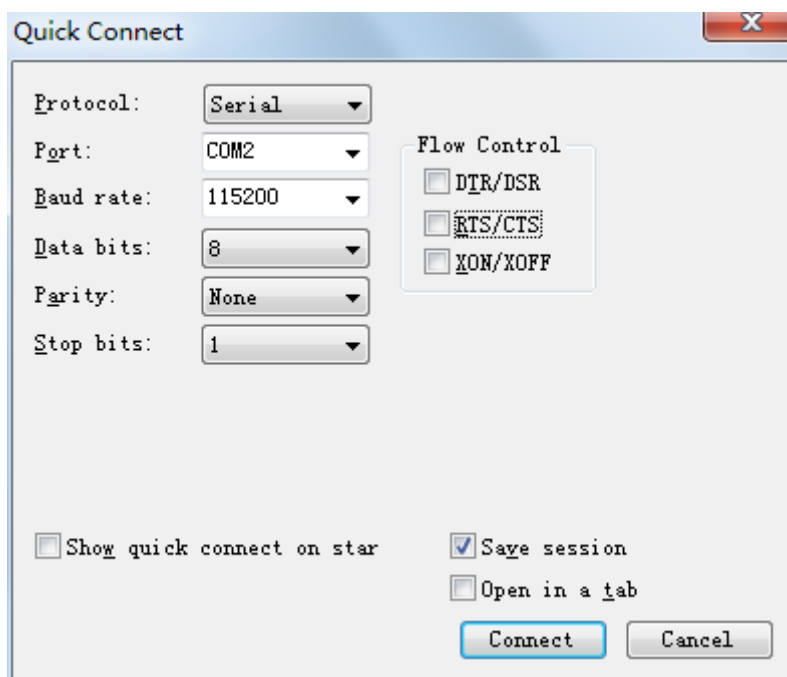 Quick Connect
Protocol: Serial
Port: COM2
Flow Control
DTR/DSR
Baud rate: 115200
RTS/CTS
Data bits: 8
XON/XOFF
Parity: None
Stop bits: 1
Show quick connect on star
Save session
Open in a tab
Connect Cancel